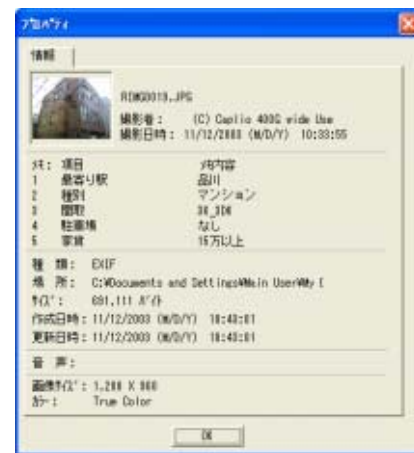 プロパティ
情報
RIMG0019.JPG
撮影者: (C) Caplio 400G wide Use
撮影日時: 11/12/2003 (M/D/Y) 10:33:55
メモ: 項目 メモ内容
1 最寄り駅 品川
2 種別 マンション
3 間取 3K_3DK
4 駐車場 なし
5 家賃 15万以上
種 類: EXIF
場 所: C:¥Documents and Settings¥Main User¥My
サイズ: 691,111 バイト
作成日時: 11/12/2003 (M/D/Y) 18:43:01
更新日時: 11/12/2003 (M/D/Y) 18:43:01
音 声:
画像サイズ: 1,280 X 960
カラー: True Color
OK